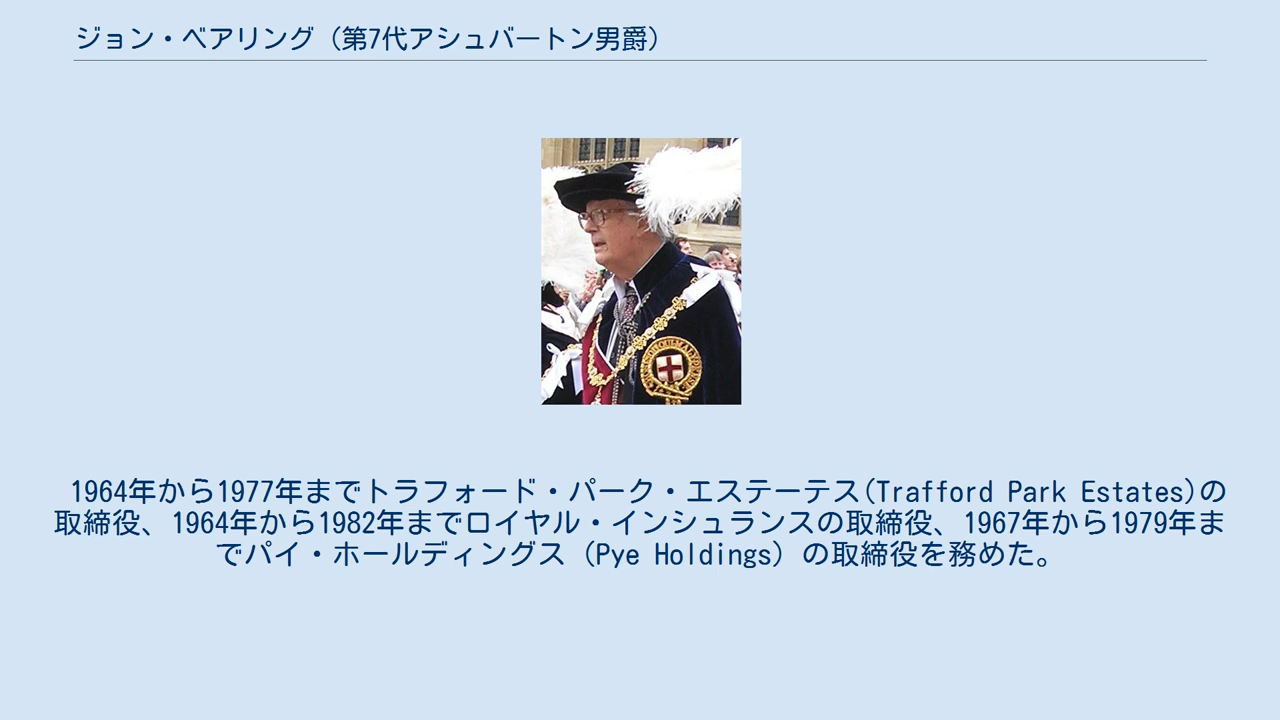 ジョン・ベアリング（第7代アシュバートン男爵）
1964年から1977年までトラフォード・パーク・エステーテス(Trafford Park Estates)の
取締役、1964年から1982年までロイヤル・インシュランスの取締役、1967年から1979年ま
でパイ・ホールディングス（Pye Holdings）の取締役を務めた。